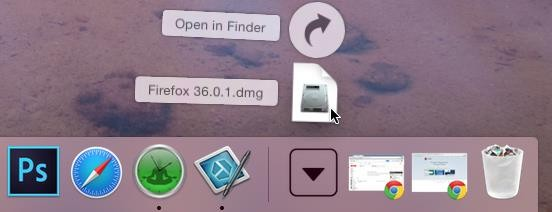 Open in Finder
Firefox 36.0.1.dmg
Ps